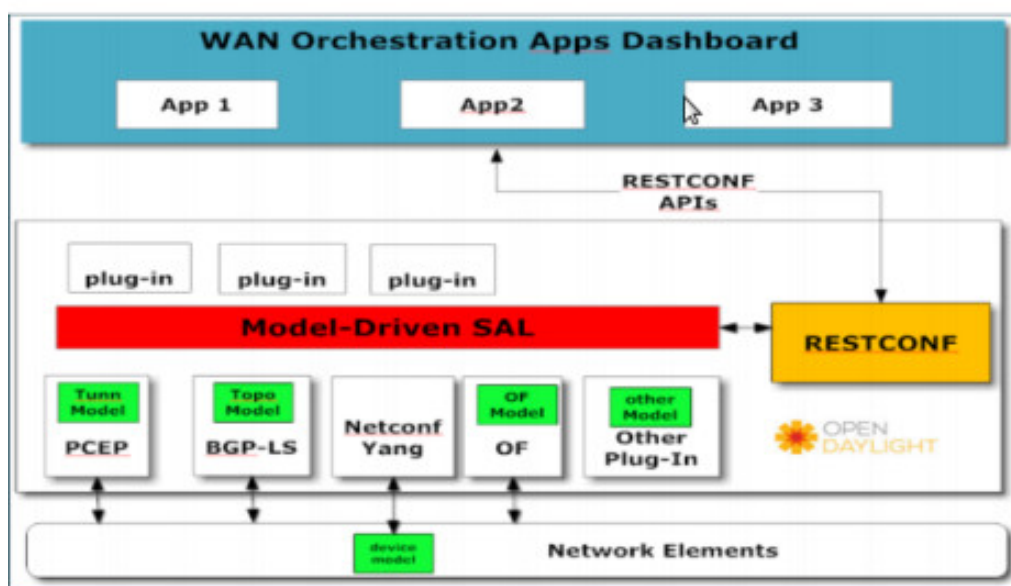 WAN Orchestration Apps Dashboard
App 1
App2
App 3
RESTCONF
APIs
plug-in
plug-in
plug-in
Model-Driven SAL
RESTCONF
Tunn
Model
PCEP
Topo
Model
BGP-LS
Netconf
Yang
OF
Model
OF
other
Model
Other
Plug-In
OPEN
DAYLIGHT
device
model
Network Elements